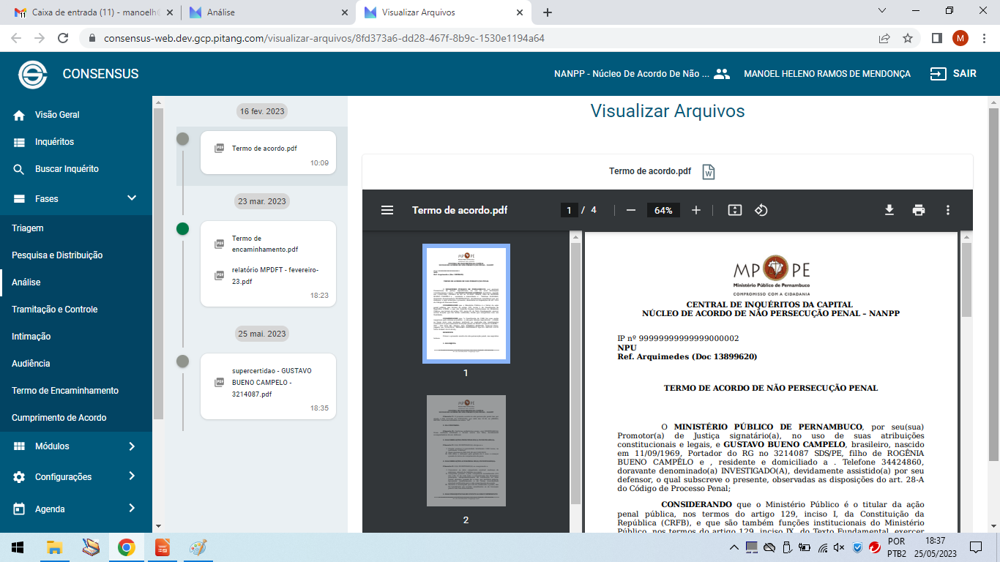 Caixa de entrada (11) - manoelh
Análise
Visualizar Arquivos
consensus-web.dev.gcp.pitang.com/visualizar-arquivos/8fd373a6-dd28-467f-8b9c-1530e1194a64
M
CONSENSUS
NANPP - Núcleo De Acordo De Não ...
MANOEL HELENO RAMOS DE MENDONÇA
SAIR
Visão Geral
Inquéritos
Buscar Inquérito
Fases
Triagem
Pesquisa e Distribuição
Análise
Tramitação e Controle
Intimação
Audiência
Termo de Encaminhamento
Cumprimento de Acordo
Módulos
Configurações
Agenda
16 fev. 2023
Termo de acordo.pdf
10:09
23 mar. 2023
Termo de
encaminhamento.pdf
relatório MPDFT - fevereiro-
23.pdf
18:23
25 mai. 2023
supercertidao - GUSTAVO
BUENO CAMPELO -
3214087.pdf
18:35
Visualizar Arquivos
Termo de acordo.pdf
Termo de acordo.pdf
1 / 4
64%
1
2
MPPE
Ministério Público de Pernambuco
COMPROMISSO COM A CIDADANIA
CENTRAL DE INQUÉRITOS DA CAPITAL
NÚCLEO DE ACORDO DE NÃO PERSECUÇÃO PENAL – NANPP
IP nº 99999999999999000002
NPU
Ref. Arquimedes (Doc 13899620)
TERMO DE ACORDO DE NÃO PERSECUÇÃO PENAL
O MINISTÉRIO PÚBLICO DE PERNAMBUCO, por seu(sua)
Promotor(a) de Justiça signatário(a), no uso de suas atribuições
constitucionais e legais, e GUSTAVO BUENO CAMPELO, brasileiro, nascido
em 11/09/1969, Portador do RG no 3214087 SDS/PE, filho de ROGÊNIA
BUENO CAMPÊLO e , residente e domiciliado a . Telefone 34424860,
doravante denominado(a) INVESTIGADO(A), devidamente assistido(a) por seu
defensor, o qual subscreve o presente, observadas as disposições do art. 28-A
do Código de Processo Penal;
CONSIDERANDO que o Ministério Público é o titular da ação
penal pública, nos termos do artigo 129, inciso I, da Constituição da
República (CRFB), e que são também funções institucionais do Ministério
Público, nos termos do artigo 129, inciso IX, do Texto Fundamental, exercer
POR
PTB2
18:37
25/05/2023